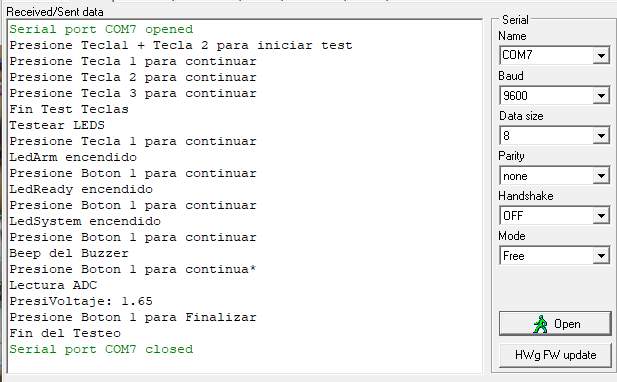 Received/Sent data
Serial port COM7 opened
Presione Tecla1 + Tecla 2 para iniciar test
Presione Tecla 1 para continuar
Presione Tecla 2 para continuar
Presione Tecla 3 para continuar
Fin Test Teclas
Testear LEDS
Presione Tecla 1 para continuar
LedArm encendido
Presione Boton 1 para continuar
LedReady encendido
Presione Boton 1 para continuar
LedSystem encendido
Presione Boton 1 para continuar
Beep del Buzzer
Presione Boton 1 para continua*
Lectura ADC
PresiVoltaje: 1.65
Presione Boton 1 para Finalizar
Fin del Testeo
Serial port COM7 closed
Serial
Name
COM7
Baud
9600
Data size
8
Parity
none
Handshake
OFF
Mode
Free
Open
HWg FW update